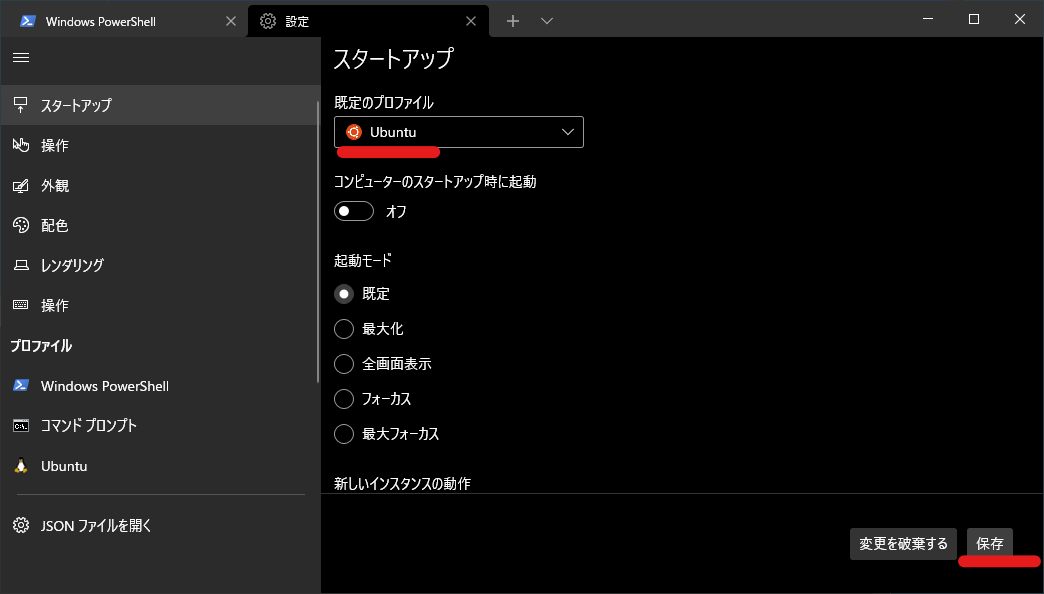 Windows PowerShell
設定
スタートアップ
操作
外観
配色
レンダリング
操作
プロファイル
Windows PowerShell
コマンド プロンプト
Ubuntu
JSON ファイルを開く
スタートアップ
既定のプロファイル
Ubuntu
コンピューターのスタートアップ時に起動
オフ
起動モード
既定
最大化
全画面表示
フォーカス
最大フォーカス
新しいインスタンスの動作
変更を破棄する
保存